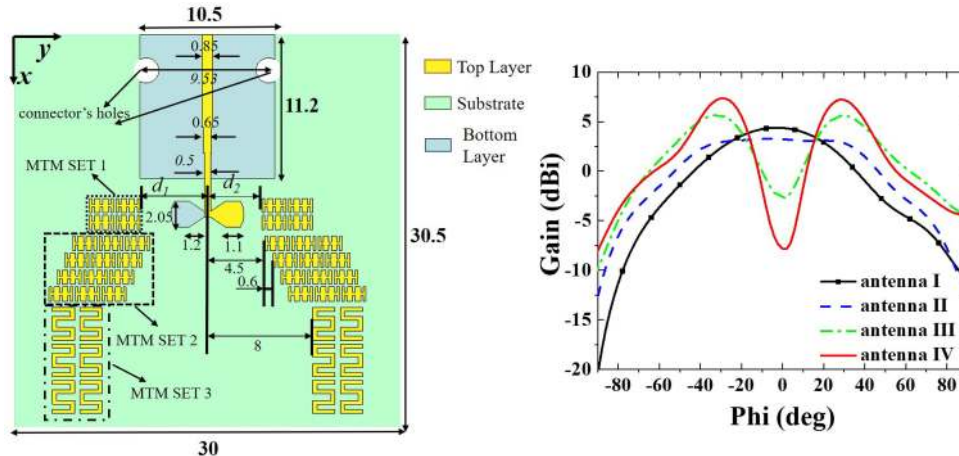 10.5
y
x
0.85
9.53
connector's holes
11.2
0.65
0.5
MTM SET 1
d1
d2
2.05
1.2
1.1
4.5
0.6
8
MTM SET 2
MTM SET 3
30.5
30
Top Layer
Substrate
Bottom
Layer
10
5
0
-5
-10
-15
-20
Gain (dBi)
antenna I
antenna II
antenna III
antenna IV
-80 -60 -40 -20 0 20 40 60 80
Phi (deg)